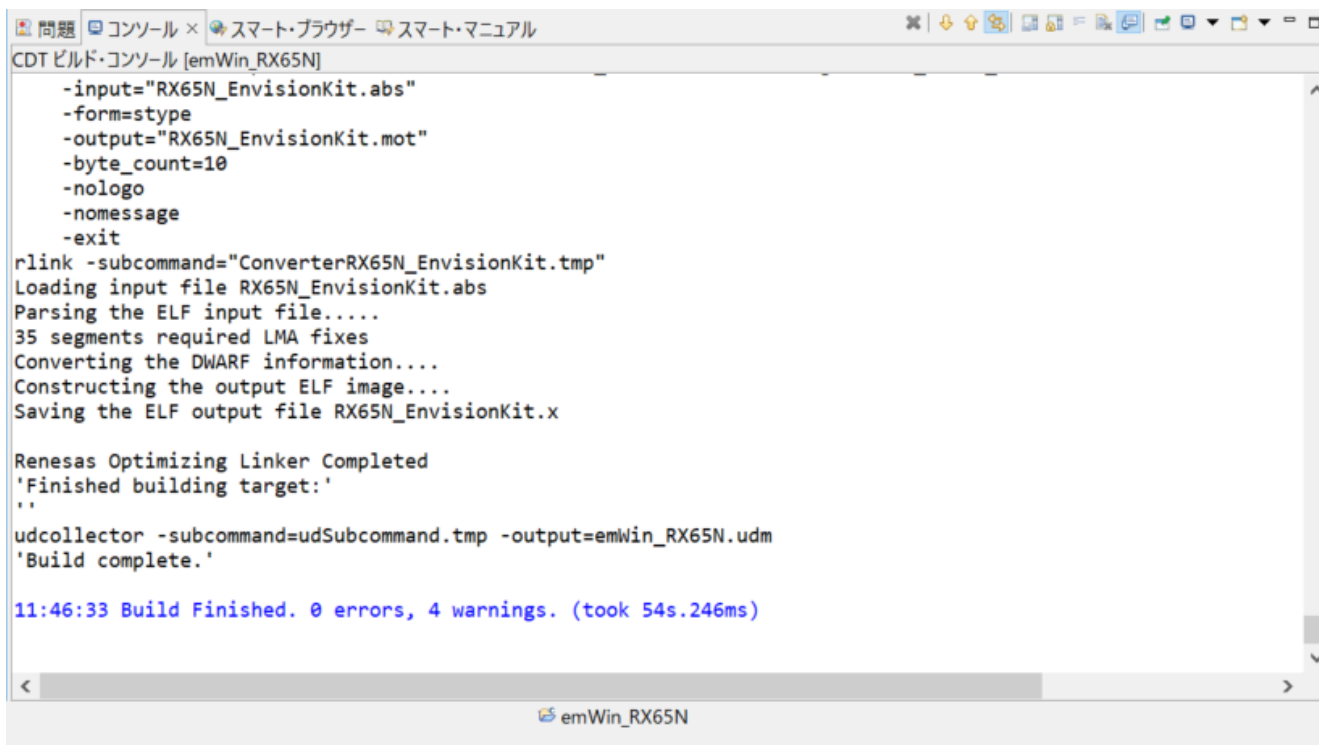 問題 コンソール × スマート・ブラウザー スマート・マニュアル
CDT ビルド・コンソール [emWin_RX65N]
-input="RX65N_EnvisionKit.abs"
-form=stype
-output="RX65N_EnvisionKit.mot"
-byte_count=10
-nologo
-nomessage
-exit
rlink -subcommand="ConverterRX65N_EnvisionKit.tmp"
Loading input file RX65N_EnvisionKit.abs
Parsing the ELF input file.....
35 segments required LMA fixes
Converting the DWARF information....
Constructing the output ELF image....
Saving the ELF output file RX65N_EnvisionKit.x
Renesas Optimizing Linker Completed
'Finished building target:'
' '
udcollector -subcommand=udSubcommand.tmp -output=emWin_RX65N.udm
'Build complete.'
11:46:33 Build Finished. 0 errors, 4 warnings. (took 54s.246ms)
emWin_RX65N